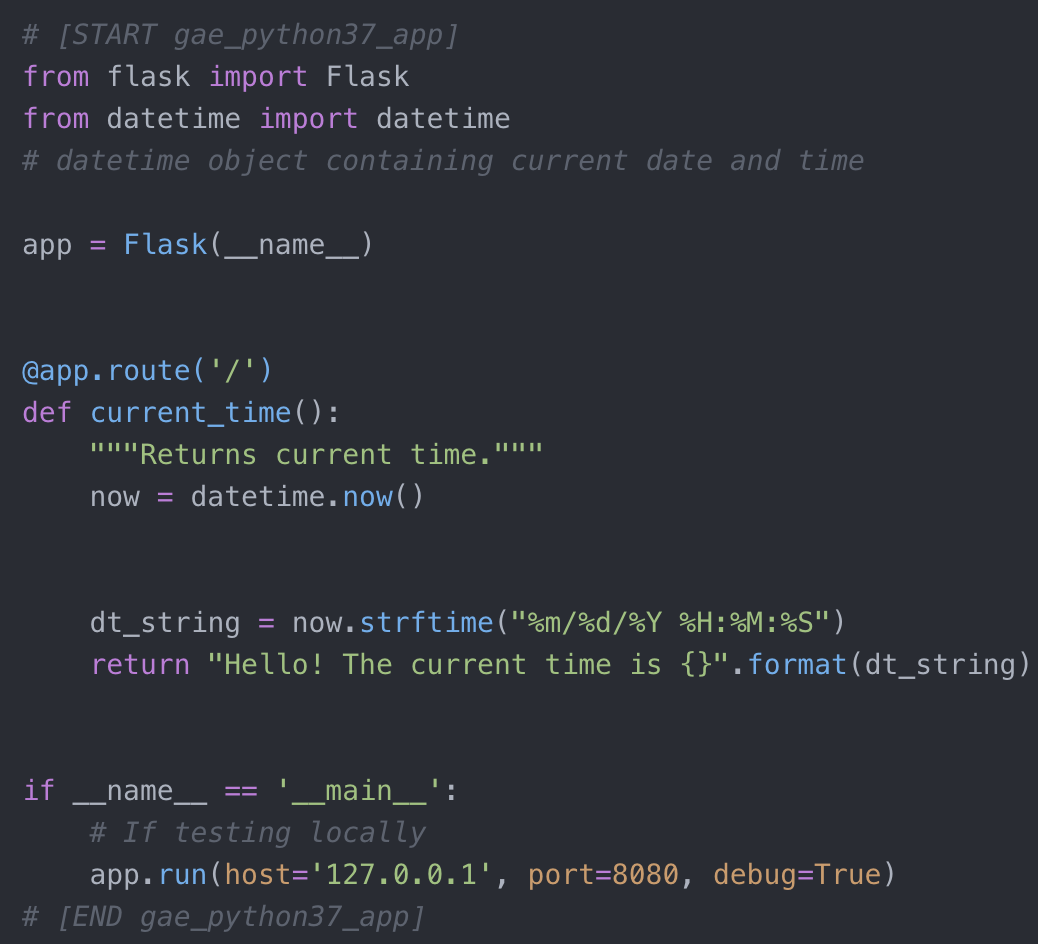 # [START gae_python37_app]
from flask import Flask
from datetime import datetime
# datetime object containing current date and time
app = Flask(__name__)
@app.route('/')
def current_time():
    """Returns current time."""
    now = datetime.now()
    dt_string = now.strftime("%m/%d/%Y %H:%M:%S")
    return "Hello! The current time is {}".format(dt_string)
if __name__ == '__main__':
    # If testing locally
    app.run(host='127.0.0.1', port=8080, debug=True)
# [END gae_python37_app]